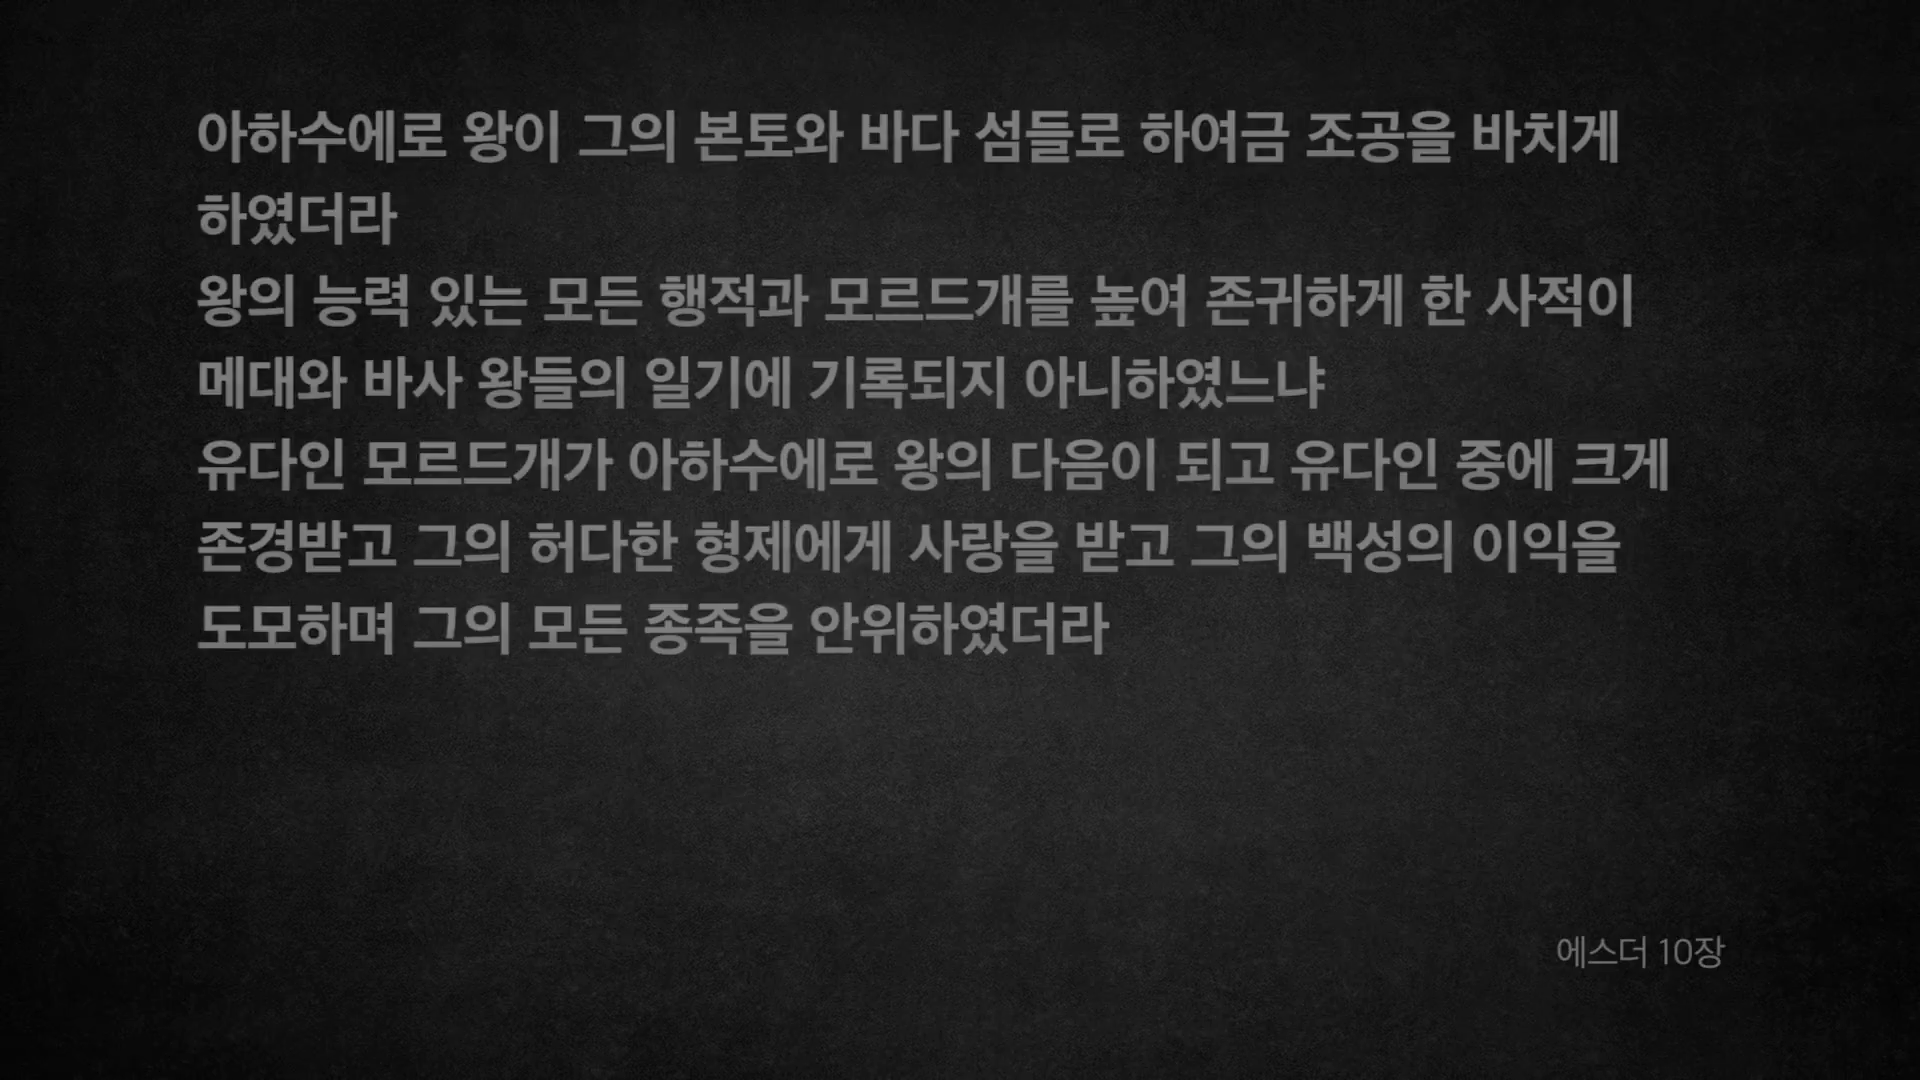 아하수에로 왕이 그의 본토와 바다 섬들로 하여금 조공을 바치게
하였더라
왕의 능력 있는 모든 행적과 모르드개를 높여 존귀하게 한 사적이
메대와 바사 왕들의 일기에 기록되지 아니하였느냐
유다인 모르드개가 아하수에로 왕의 다음이 되고 유다인 중에 크게
존경받고 그의 허다한 형제에게 사랑을 받고 그의 백성의 이익을
도모하며 그의 모든 종족을 안위하였더라
에스더 10장